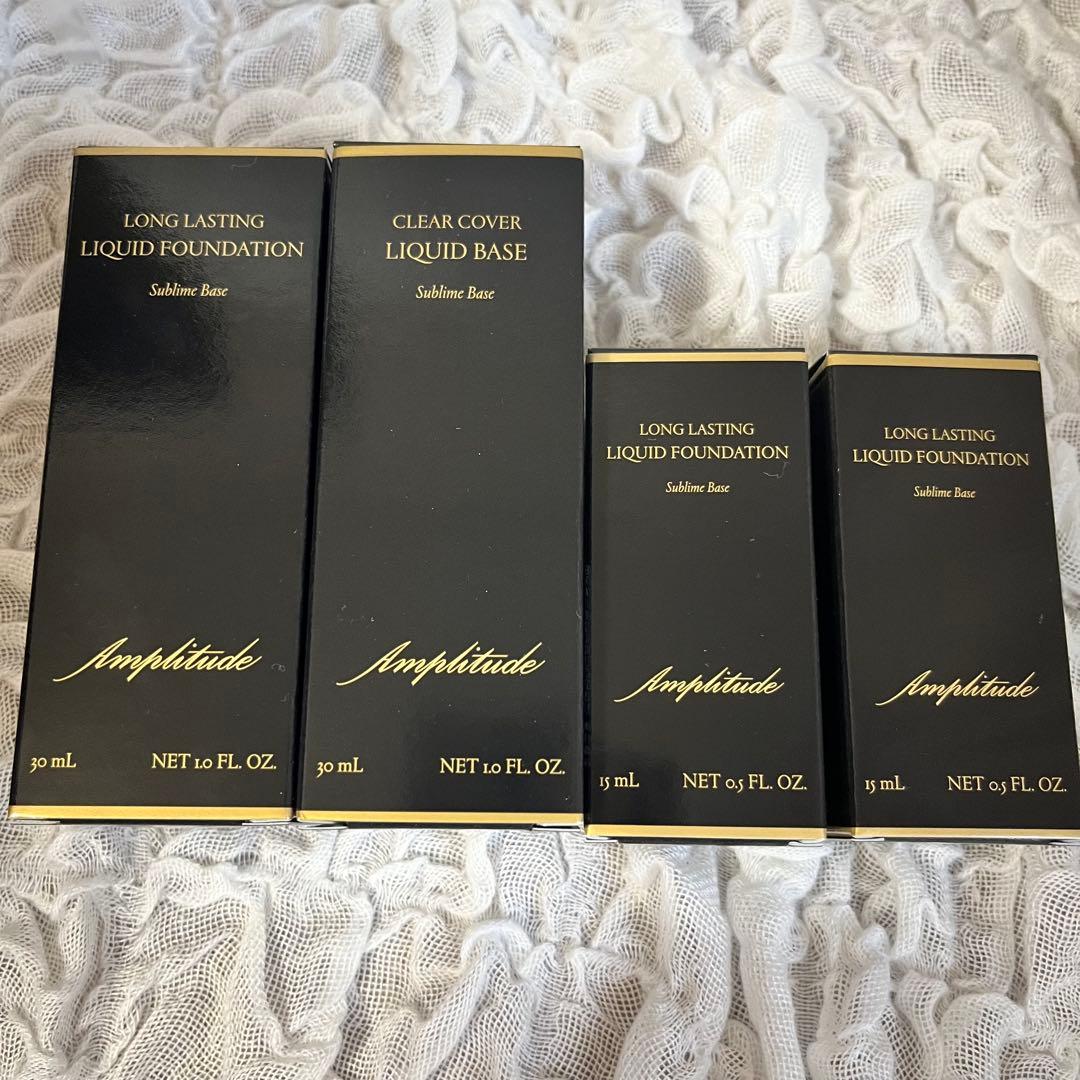 LONG LASTING
LIQUID FOUNDATION
Sublime Base
Amplitude
30 mL NET 1.0 FL. OZ.
CLEAR COVER
LIQUID BASE
Sublime Base
Amplitude
30 mL NET 1.0 FL. OZ.
LONG LASTING
LIQUID FOUNDATION
Sublime Base
Amplitude
15 mL NET 0.5 FL. OZ.
LONG LASTING
LIQUID FOUNDATION
Sublime Base
Amplitude
15 mL NET 0.5 FL. OZ.